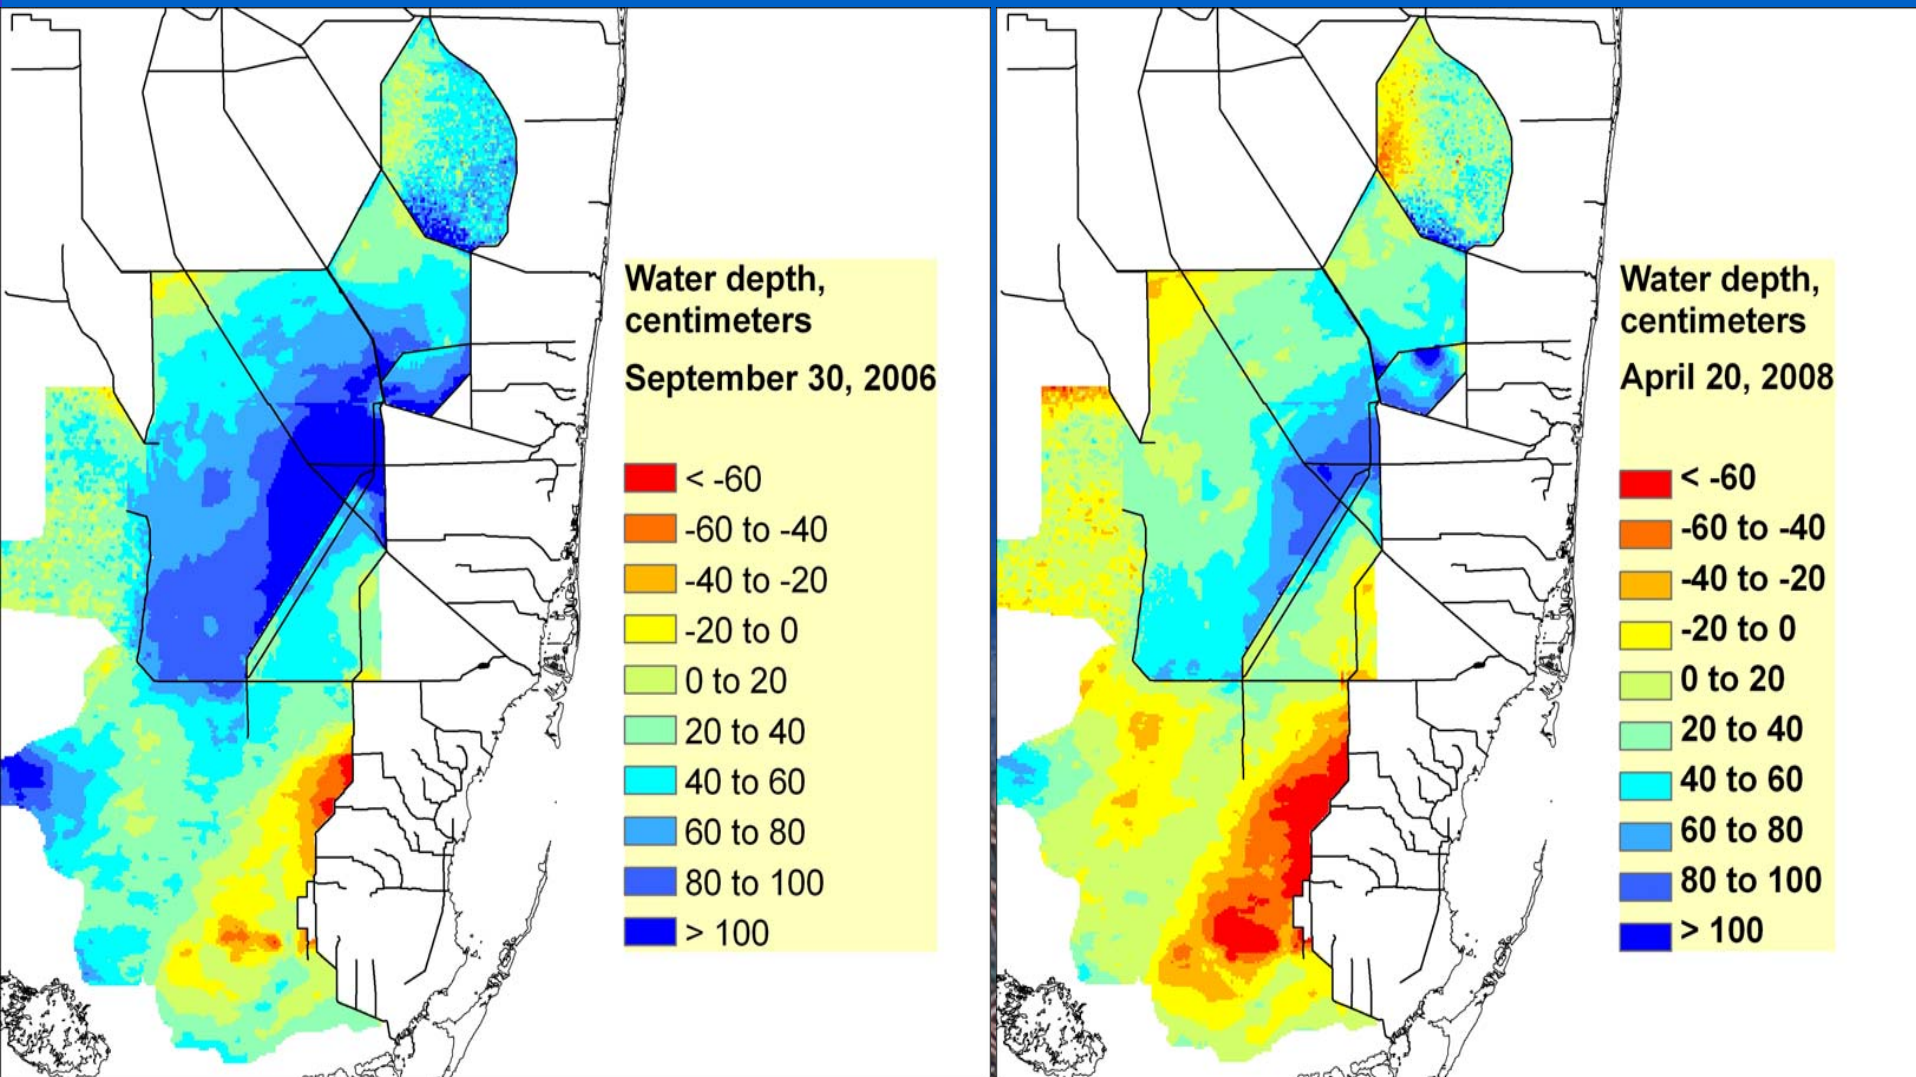 Water depth,
centimeters
September 30, 2006
< -60
-60 to -40
-40 to -20
-20 to 0
0 to 20
20 to 40
40 to 60
60 to 80
80 to 100
> 100
Water depth,
centimeters
April 20, 2008
< -60
-60 to -40
-40 to -20
-20 to 0
0 to 20
20 to 40
40 to 60
60 to 80
80 to 100
> 100